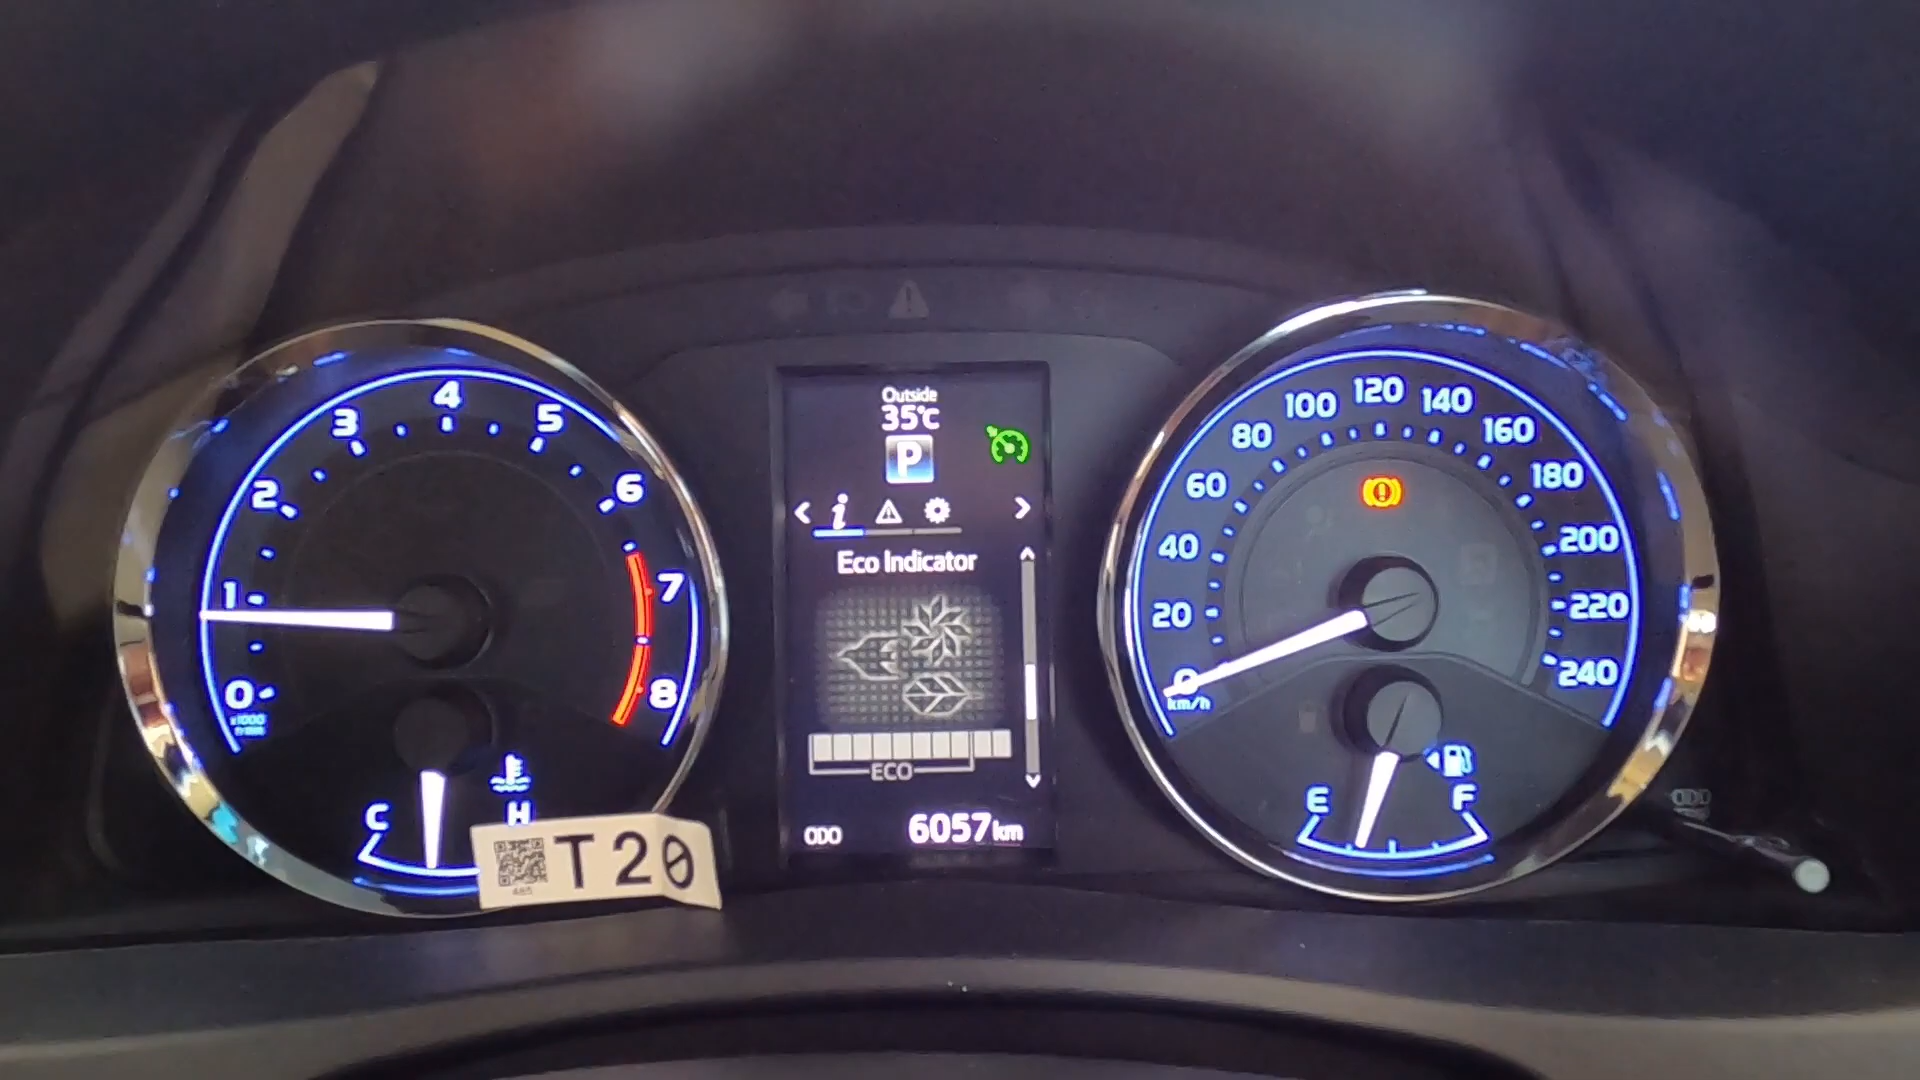 0
1
2
3
4
5
6
7
8
x1000
r/min
C
H
T20
Outside
35°C
P
i
Eco Indicator
ECO
ODO 6057km
0
20
40
60
80
100
120
140
160
180
200
220
240
km/h
E
F